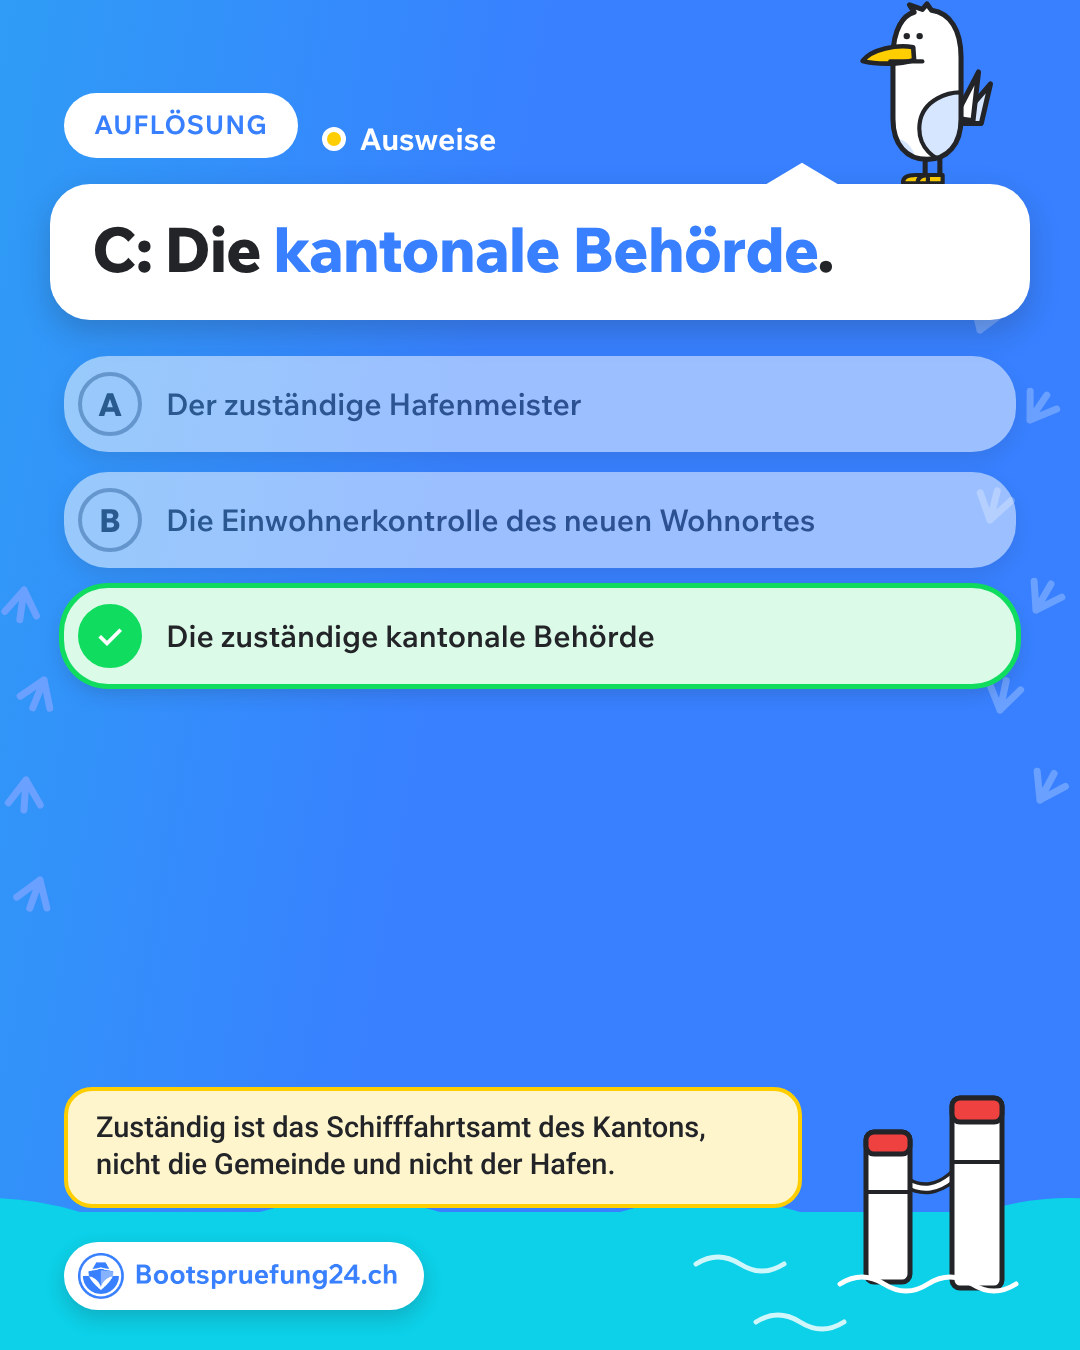 AUFLÖSUNG
Ausweise
C: Die kantonale Behörde.
A Der zuständige Hafenmeister
B Die Einwohnerkontrolle des neuen Wohnortes
Die zuständige kantonale Behörde
Zuständig ist das Schifffahrtsamt des Kantons,
nicht die Gemeinde und nicht der Hafen.
Bootspruefung24.ch